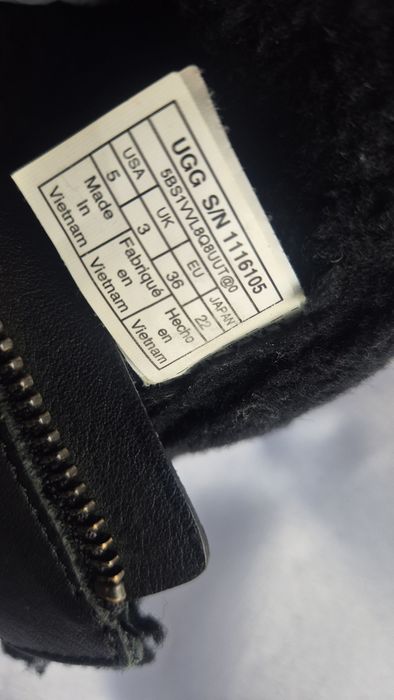 UGG S/N 1116105
5BS1VVL8Q8UUT@0
USA UK EU JAPAN
5 3 36 22
Made In Vietnam
Fabriqué en Vietnam
Hecho en Vietnam